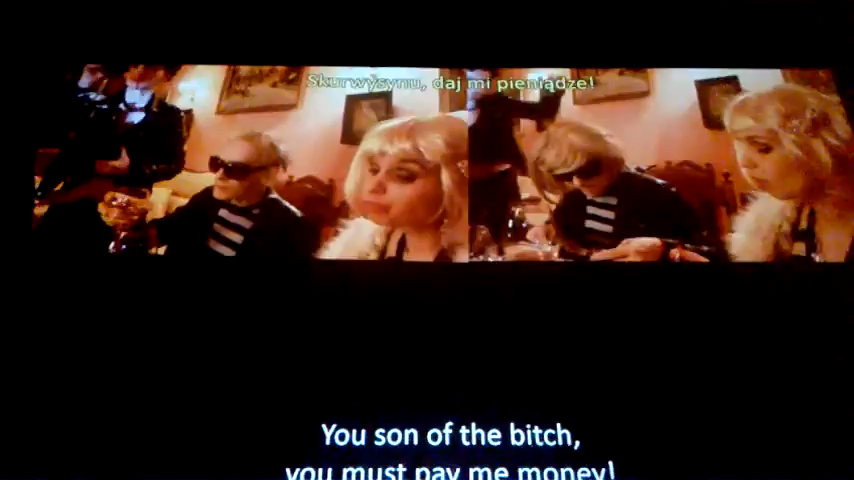 Skurwysynu, daj mi pieniądze!
You son of the bitch,
you must pay me money!